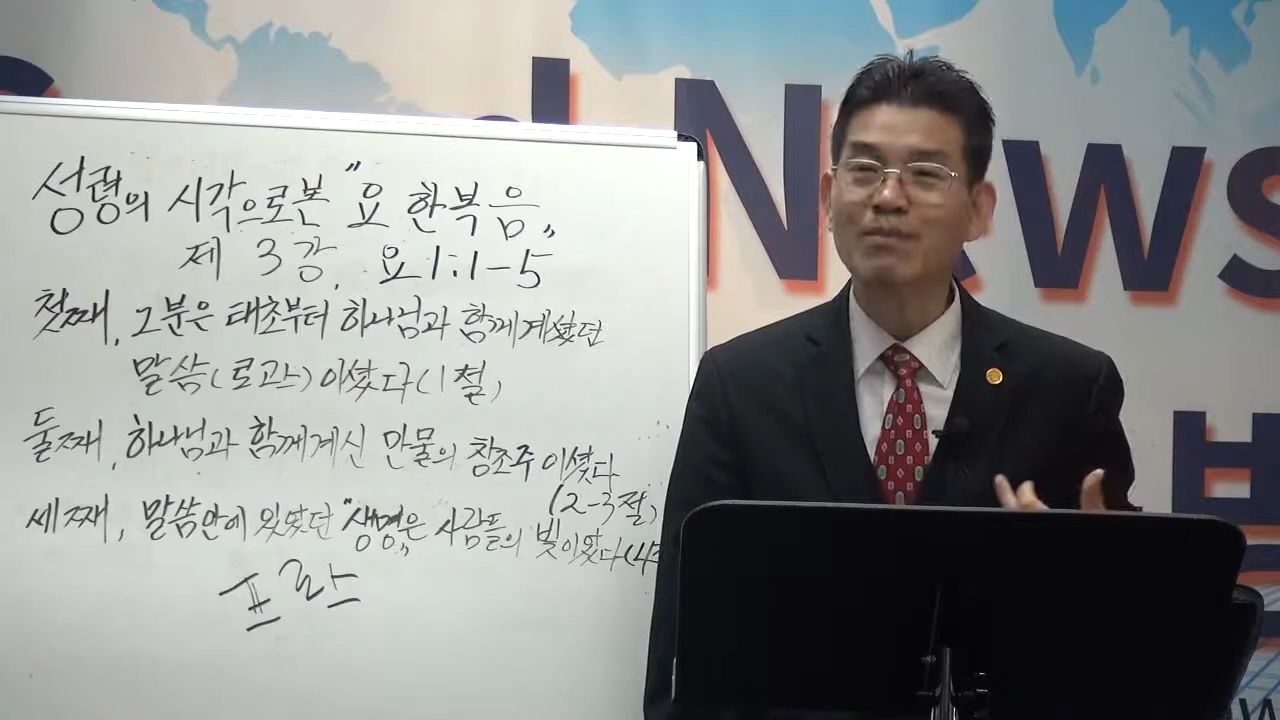 성령의 시각으로본 "요한복음„
제 3강, 요1:1-5
첫째, 그분은 태초부터 하나님과 함께계셨던
말씀(로고스)이셨다(1절)
둘째, 하나님과 함께계신 만물의 창조주이셨다
(2-3절)
세째, 말씀안에 있었던 "생명„은 사람들의 빛이었다(4
프로스
News